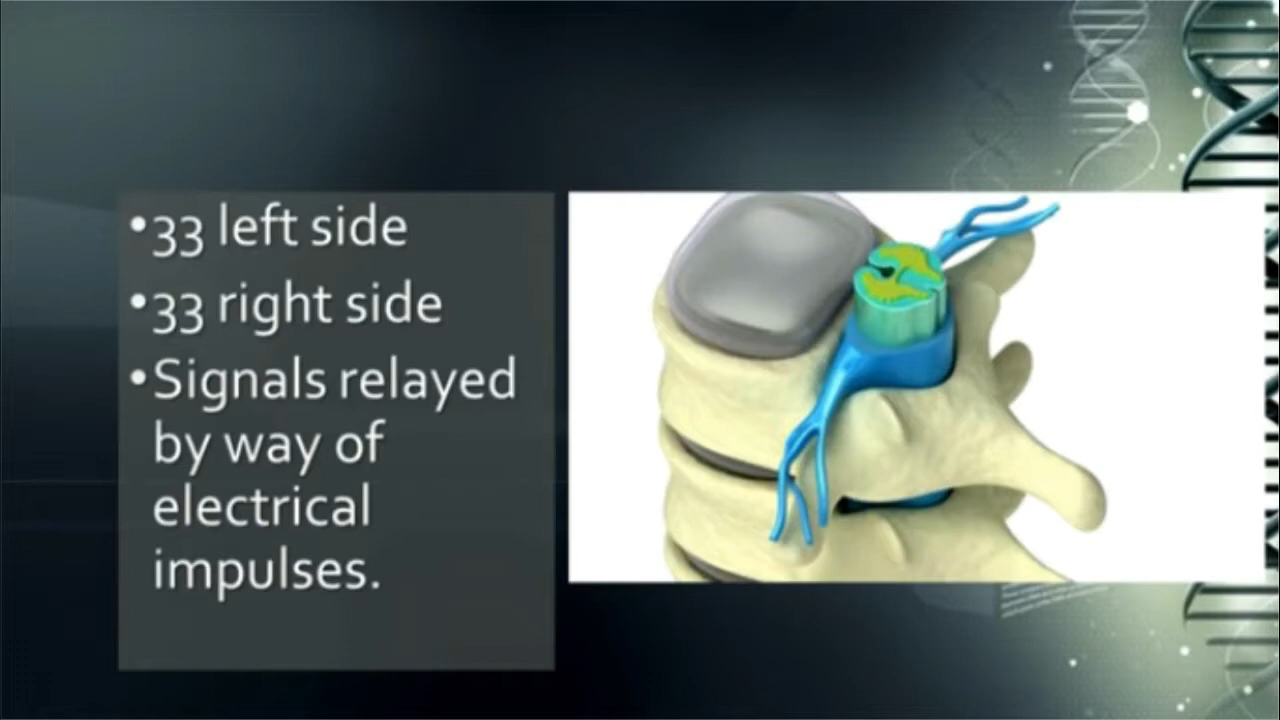 •33 left side
•33 right side
•Signals relayed
by way of
electrical
impulses.